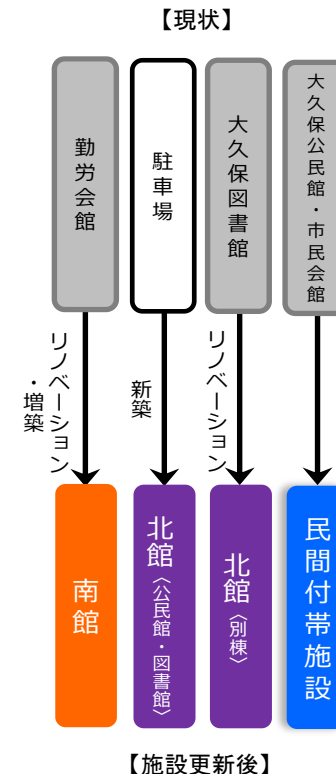 【現状】
勤労会館
駐車場
大久保図書館
大久保公民館・市民会館
リノベーション
・増築
新築
リノベーション
南館
北館〈公民館・図書館〉
北館〈別棟〉
民間付帯施設
【施設更新後】